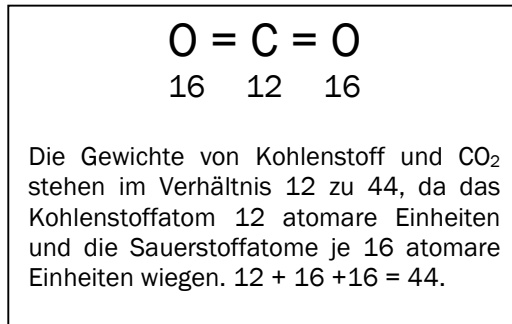 O = C = O
16 12 16
Die Gewichte von Kohlenstoff und CO₂
stehen im Verhältnis 12 zu 44, da das
Kohlenstoffatom 12 atomare Einheiten
und die Sauerstoffatome je 16 atomare
Einheiten wiegen. 12 + 16 +16 = 44.